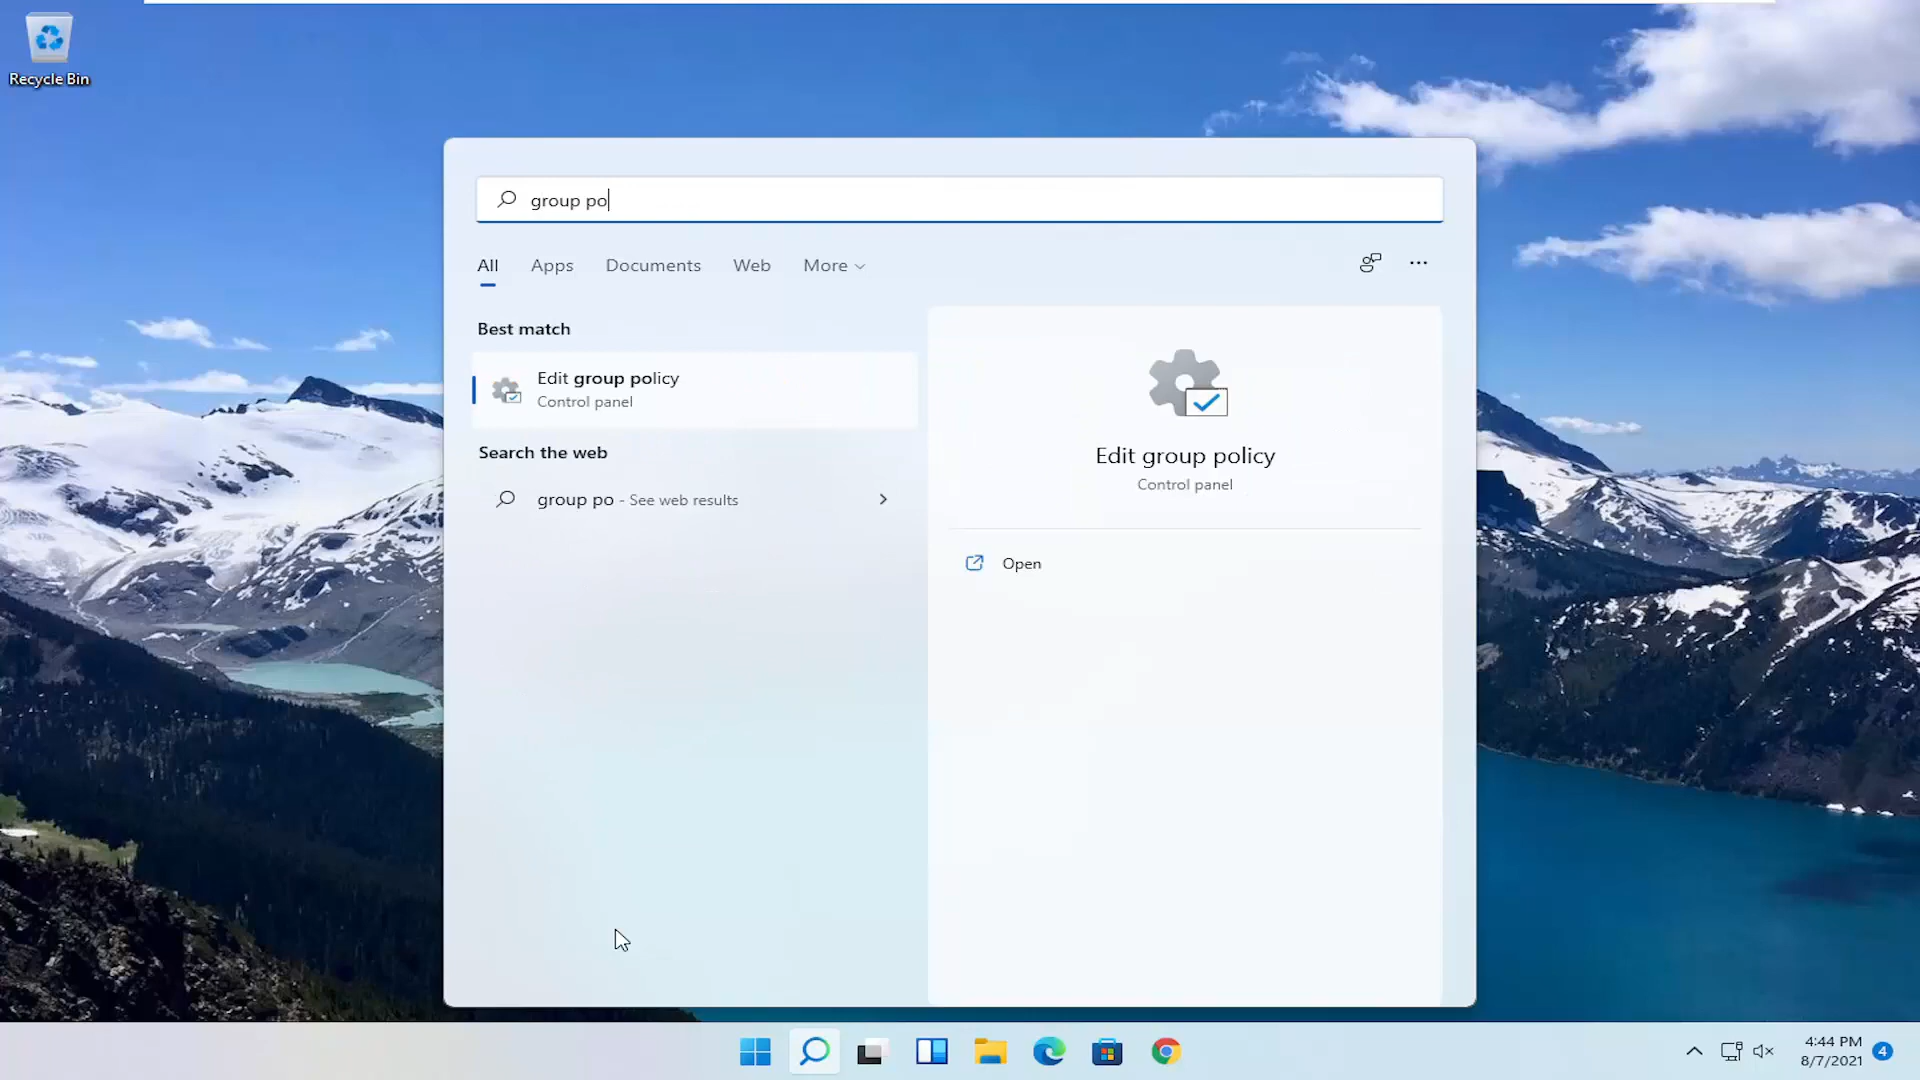 Recycle Bin
group po
All Apps Documents Web More
Best match
Edit group policy
Control panel
Search the web
group po - See web results
Edit group policy
Control panel
Open
4:44 PM
8/7/2021
4